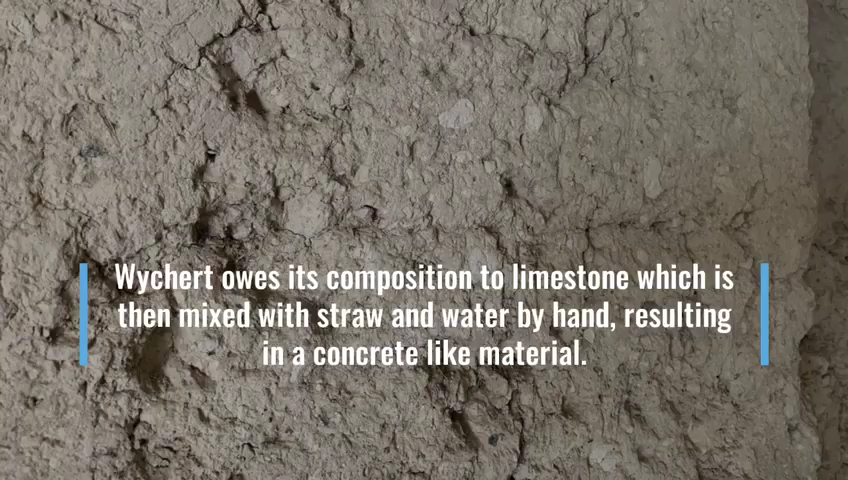 Wychert owes its composition to limestone which is
then mixed with straw and water by hand, resulting
in a concrete like material.